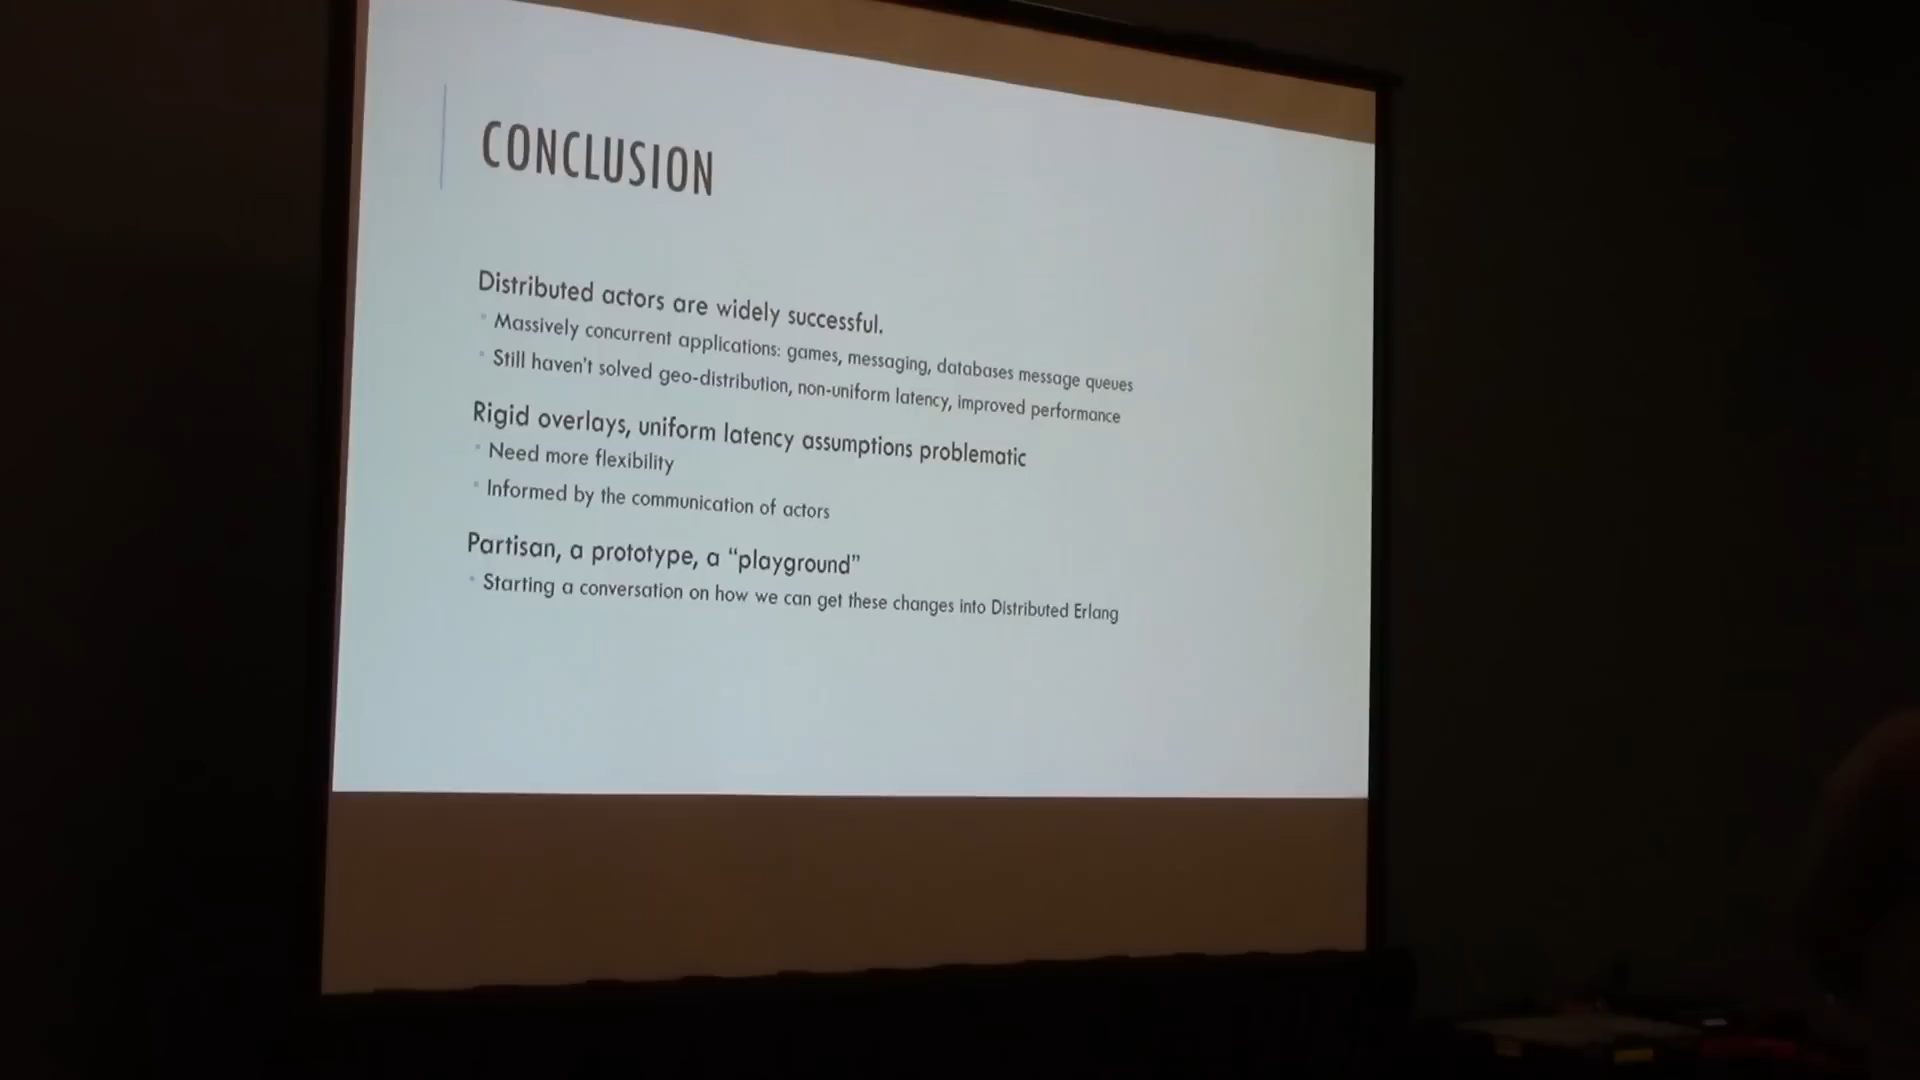 CONCLUSION
Distributed actors are widely successful.
Massively concurrent applications: games, messaging, databases message queues
Still haven't solved geo-distribution, non-uniform latency, improved performance
Rigid overlays, uniform latency assumptions problematic
Need more flexibility
Informed by the communication of actors
Partisan, a prototype, a “playground”
Starting a conversation on how we can get these changes into Distributed Erlang